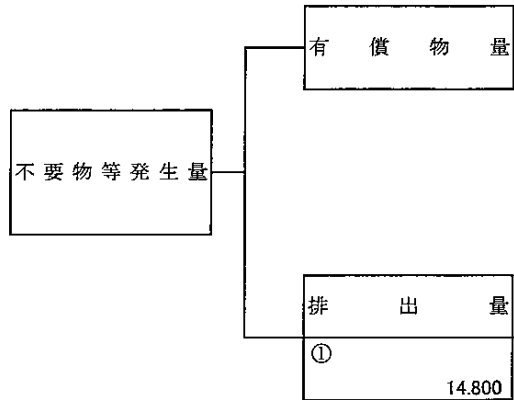 有償物量
不要物等発生量
排出量
①
14.800